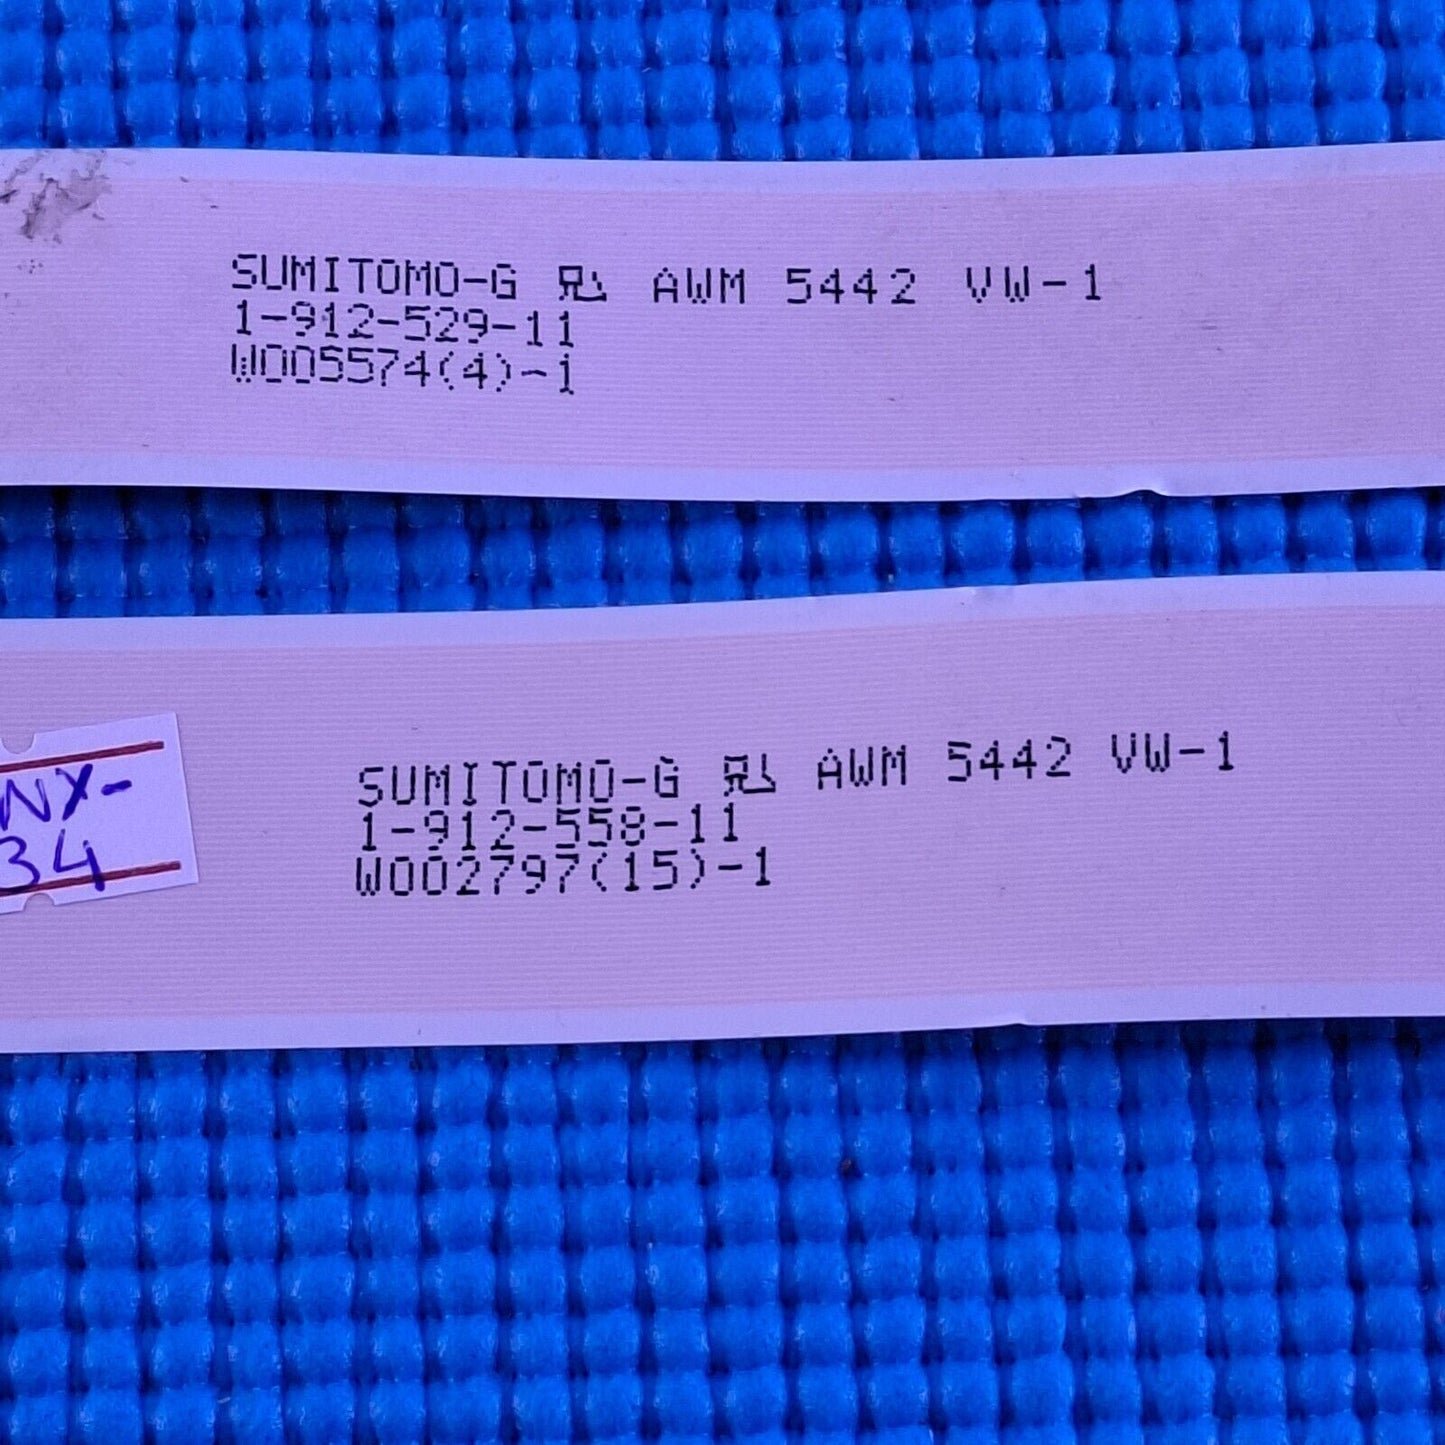 SUMITOMO-G AWM 5442 VW-1
1-912-529-11
W005574(4)-1
NX-
34
SUMITOMO-G AWM 5442 VW-1
1-912-558-11
W002797(15)-1